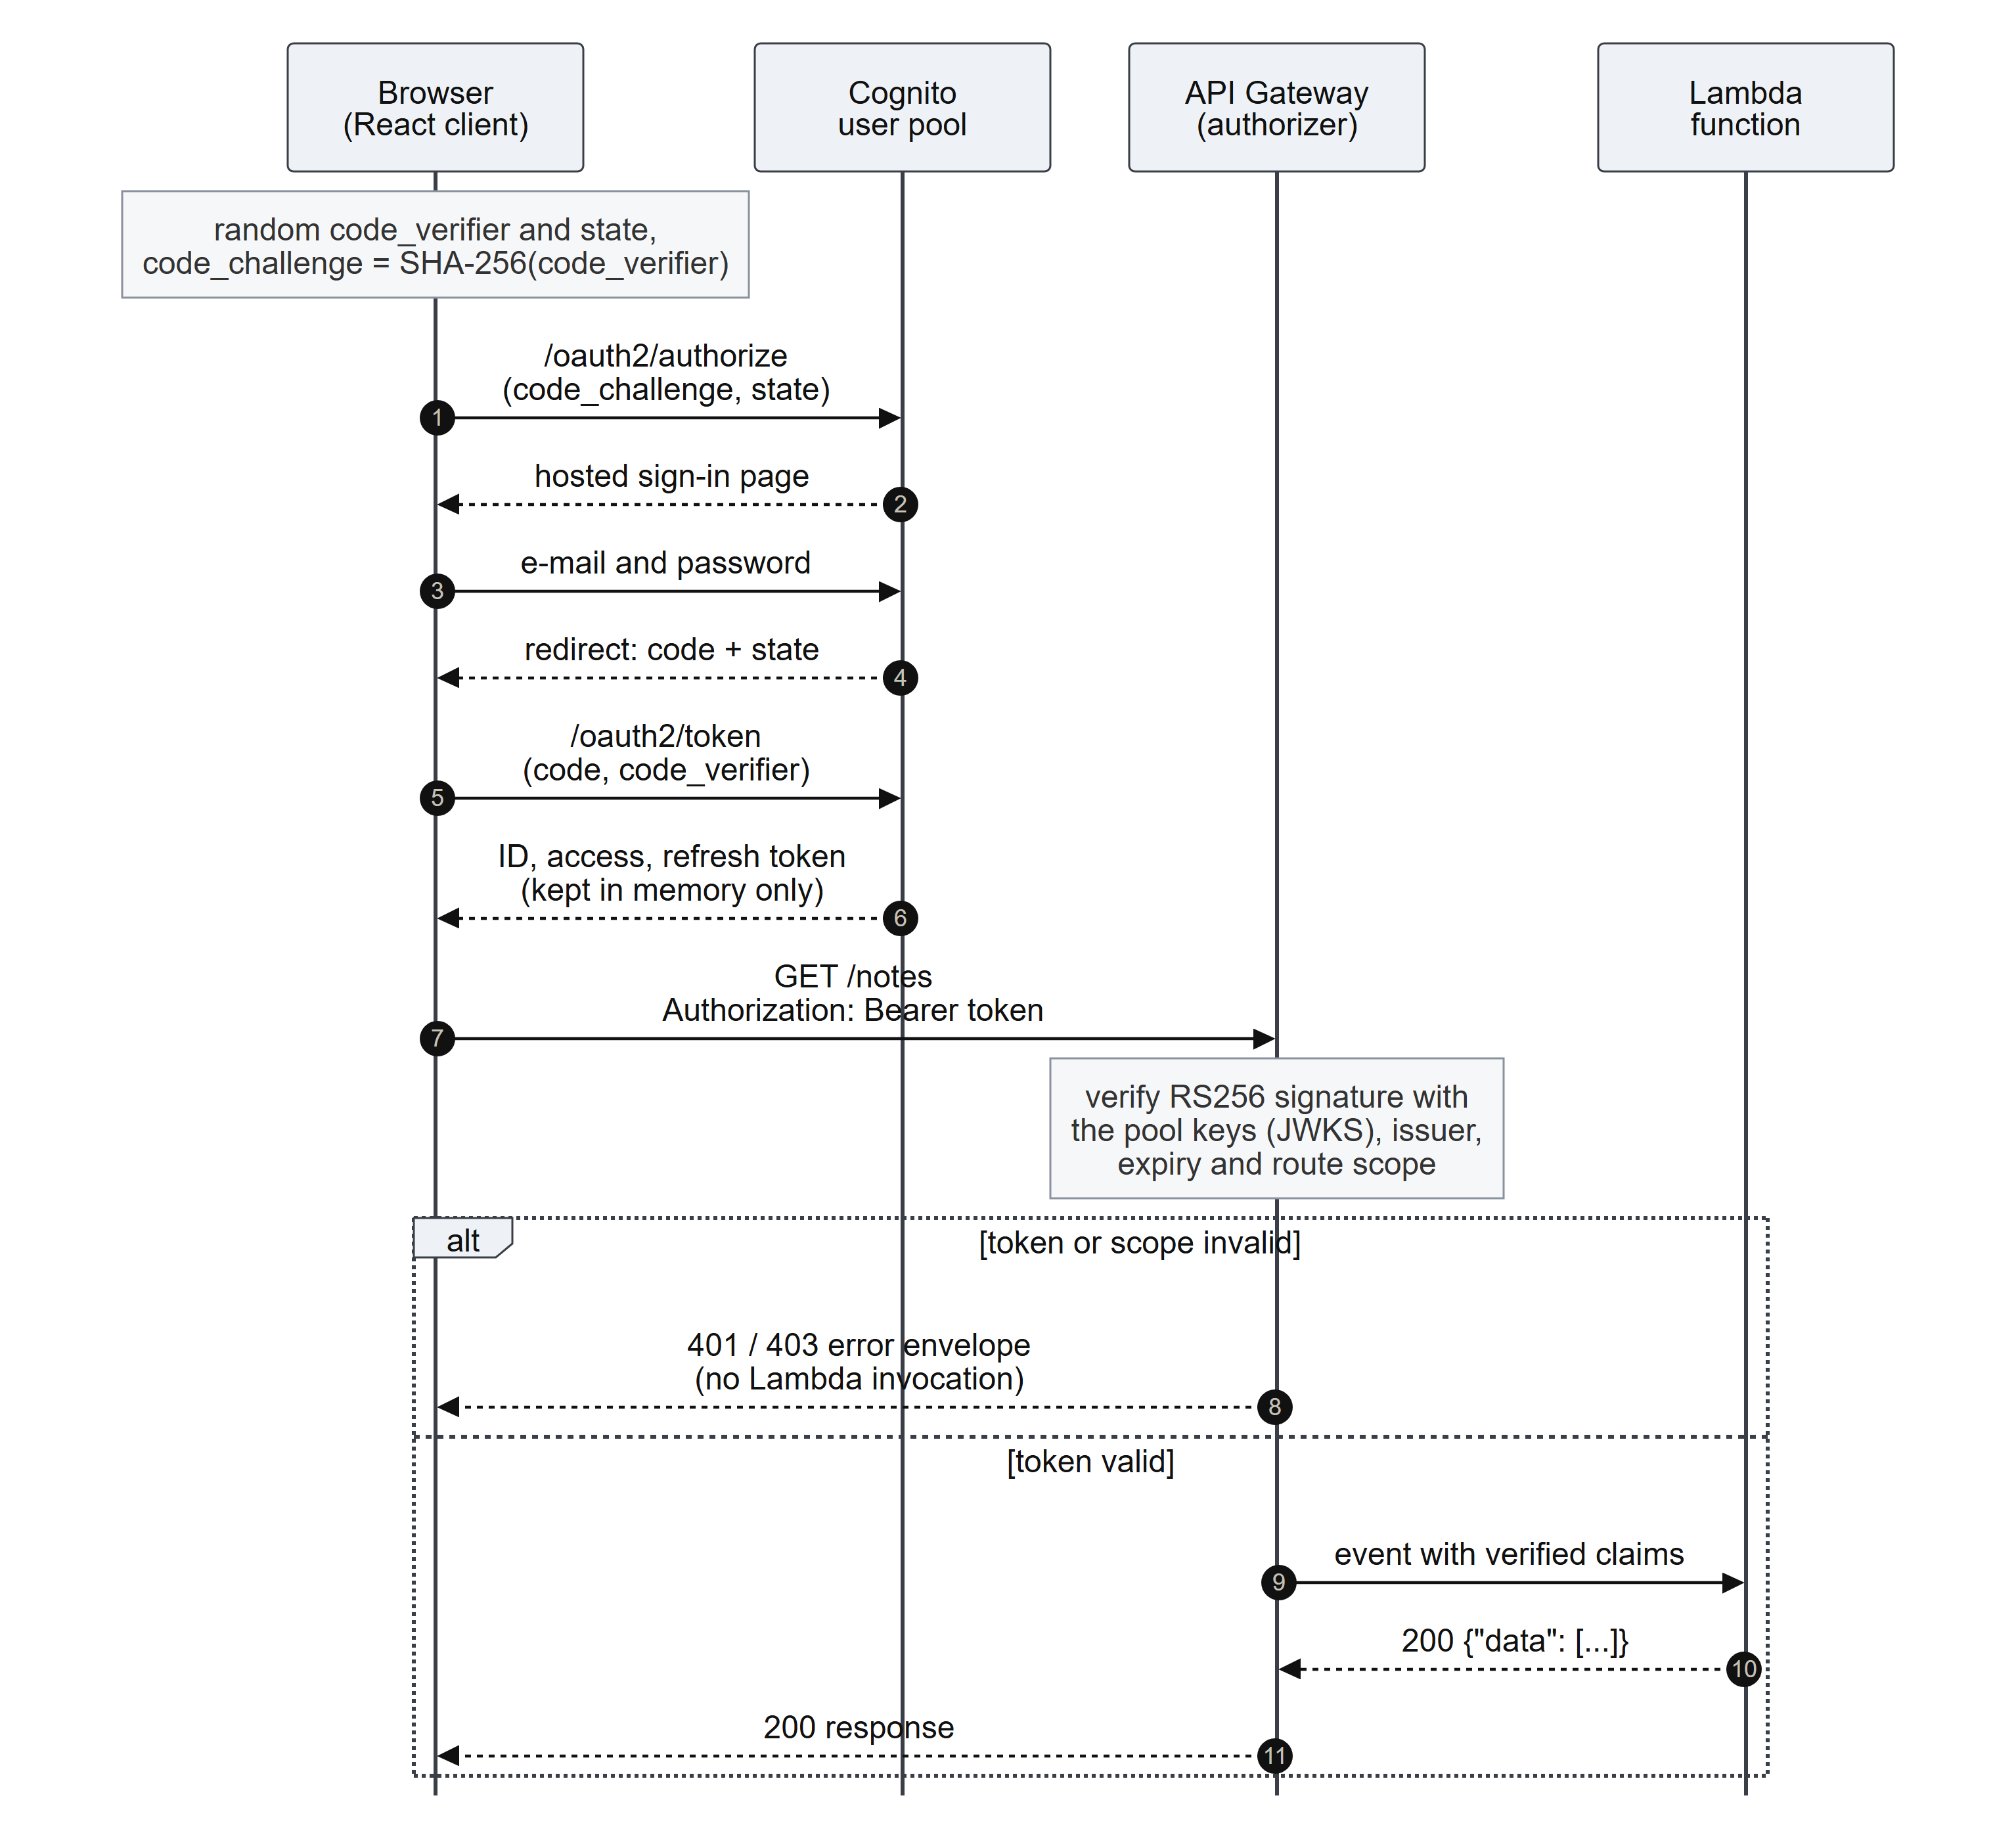 Browser
(React client)
Cognito
user pool
API Gateway
(authorizer)
Lambda
function
random code_verifier and state,
code_challenge = SHA-256(code_verifier)
/oauth2/authorize
(code_challenge, state)
1
hosted sign-in page
2
e-mail and password
3
redirect: code + state
4
/oauth2/token
(code, code_verifier)
5
ID, access, refresh token
(kept in memory only)
6
GET /notes
Authorization: Bearer token
7
verify RS256 signature with
the pool keys (JWKS), issuer,
expiry and route scope
alt
[token or scope invalid]
401 / 403 error envelope
(no Lambda invocation)
8
[token valid]
event with verified claims
9
200 {"data": [...]}
10
200 response
11